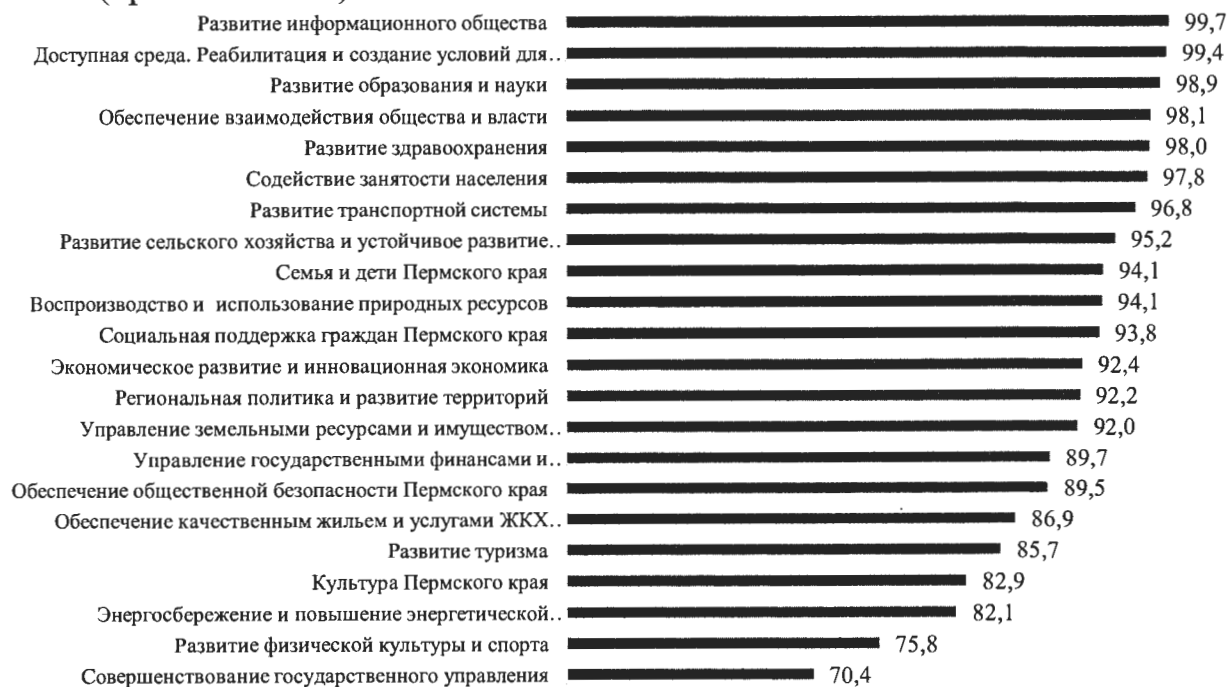 Развитие информационного общества 99,7
Доступная среда. Реабилитация и создание условий для.. 99,4
Развитие образования и науки 98,9
Обеспечение взаимодействия общества и власти 98,1
Развитие здравоохранения 98,0
Содействие занятости населения 97,8
Развитие транспортной системы 96,8
Развитие сельского хозяйства и устойчивое развитие.. 95,2
Семья и дети Пермского края 94,1
Воспроизводство и использование природных ресурсов 94,1
Социальная поддержка граждан Пермского края 93,8
Экономическое развитие и инновационная экономика 92,4
Региональная политика и развитие территорий 92,2
Управление земельными ресурсами и имуществом.. 92,0
Управление государственными финансами и.. 89,7
Обеспечение общественной безопасности Пермского края 89,5
Обеспечение качественным жильем и услугами ЖКХ.. 86,9
Развитие туризма 85,7
Культура Пермского края 82,9
Энергосбережение и повышение энергетической.. 82,1
Развитие физической культуры и спорта 75,8
Совершенствование государственного управления 70,4